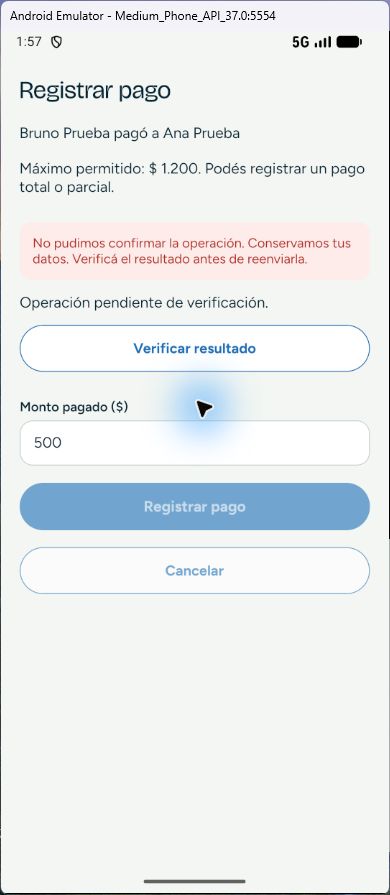 Android Emulator - Medium_Phone_API_37.0:5554
1:57
5G
Registrar pago
Bruno Prueba pagó a Ana Prueba
Máximo permitido: $ 1.200. Podés registrar un pago
total o parcial.
No pudimos confirmar la operación. Conservamos tus
datos. Verificá el resultado antes de reenviarla.
Operación pendiente de verificación.
Verificar resultado
Monto pagado ($)
500
Registrar pago
Cancelar